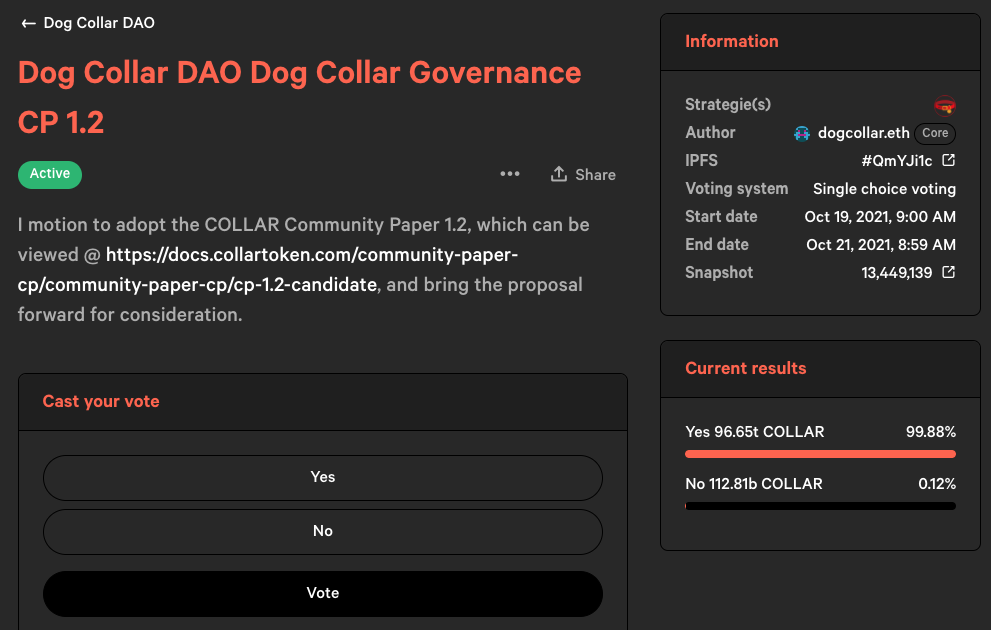 ← Dog Collar DAO
Dog Collar DAO Dog Collar Governance
CP 1.2
Active
••• Share
I motion to adopt the COLLAR Community Paper 1.2, which can be
viewed @ https://docs.collartoken.com/community-paper-
cp/community-paper-cp/cp-1.2-candidate, and bring the proposal
forward for consideration.
Cast your vote
Yes
No
Vote
Information
Strategie(s)
Author dogcollar.eth Core
IPFS #QmYJi1c
Voting system Single choice voting
Start date Oct 19, 2021, 9:00 AM
End date Oct 21, 2021, 8:59 AM
Snapshot 13,449,139
Current results
Yes 96.65t COLLAR 99.88%
No 112.81b COLLAR 0.12%